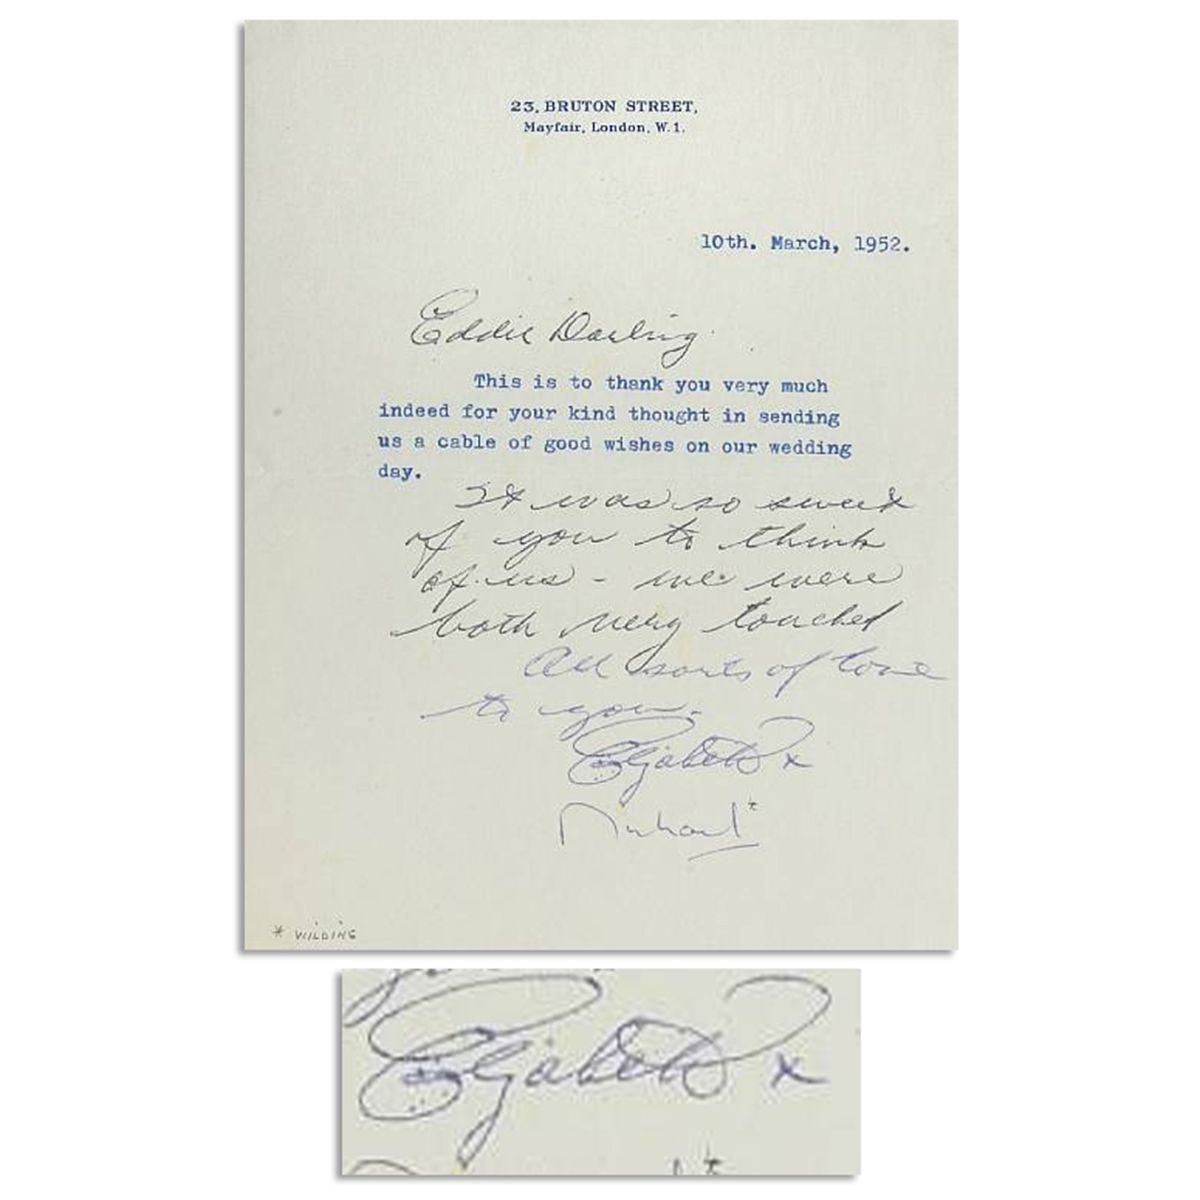 23, BRUTON STREET,
Mayfair, London, W.1.
10th. March, 1952.
Eddie Darling
This is to thank you very much
indeed for your kind thought in sending
us a cable of good wishes on our wedding
day.
It was so sweet
of you to think
of us - we were
both very touched
All sorts of love
to you -
Elizabeth x
Michael *
* WILDING
Elizabeth x